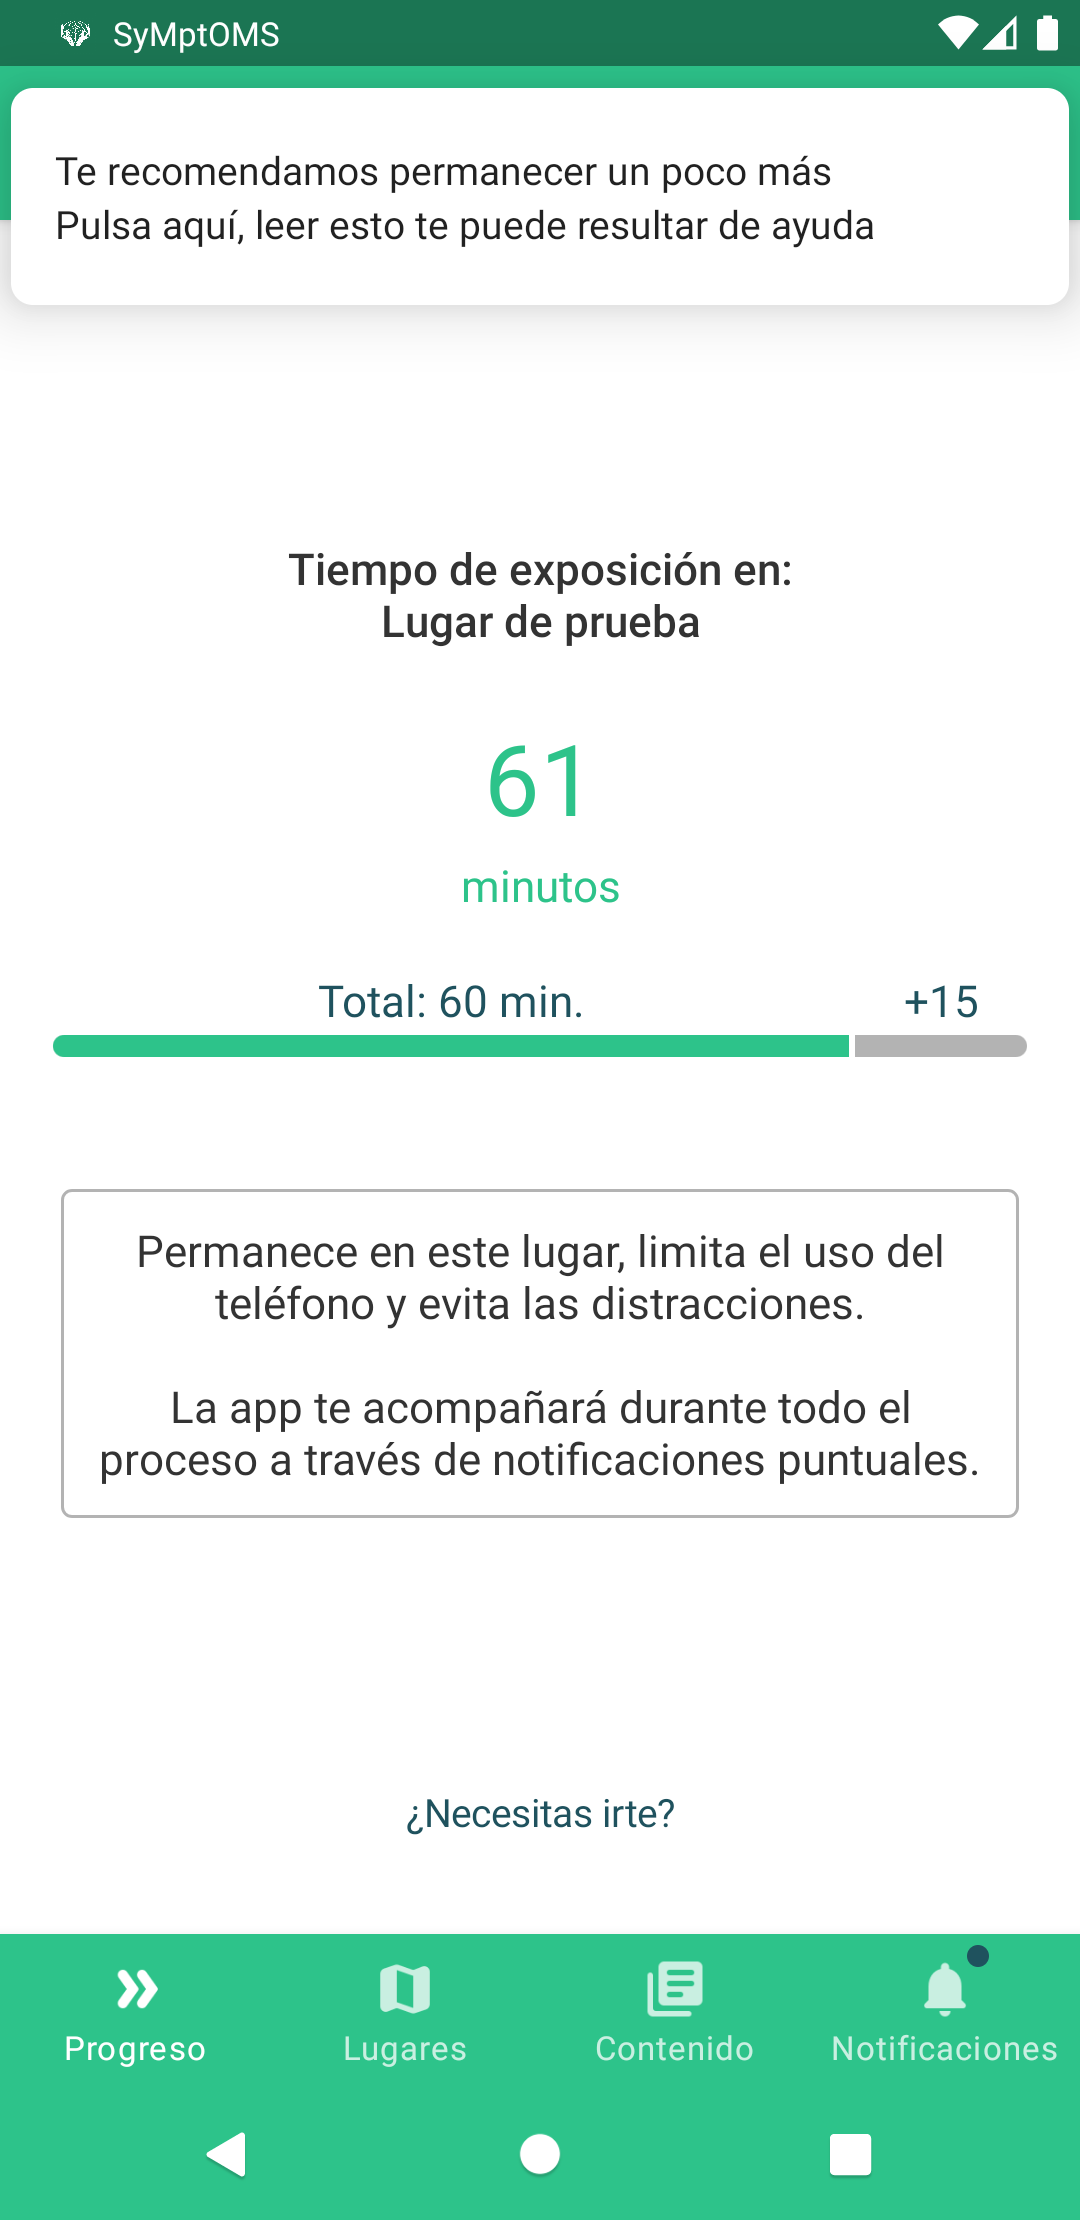 SyMptOMS
Te recomendamos permanecer un poco más
Pulsa aquí, leer esto te puede resultar de ayuda
Tiempo de exposición en:
Lugar de prueba
61
minutos
Total: 60 min.
+15
Permanece en este lugar, limita el uso del
teléfono y evita las distracciones.
La app te acompañará durante todo el
proceso a través de notificaciones puntuales.
¿Necesitas irte?
Progreso
Lugares
Contenido
Notificaciones